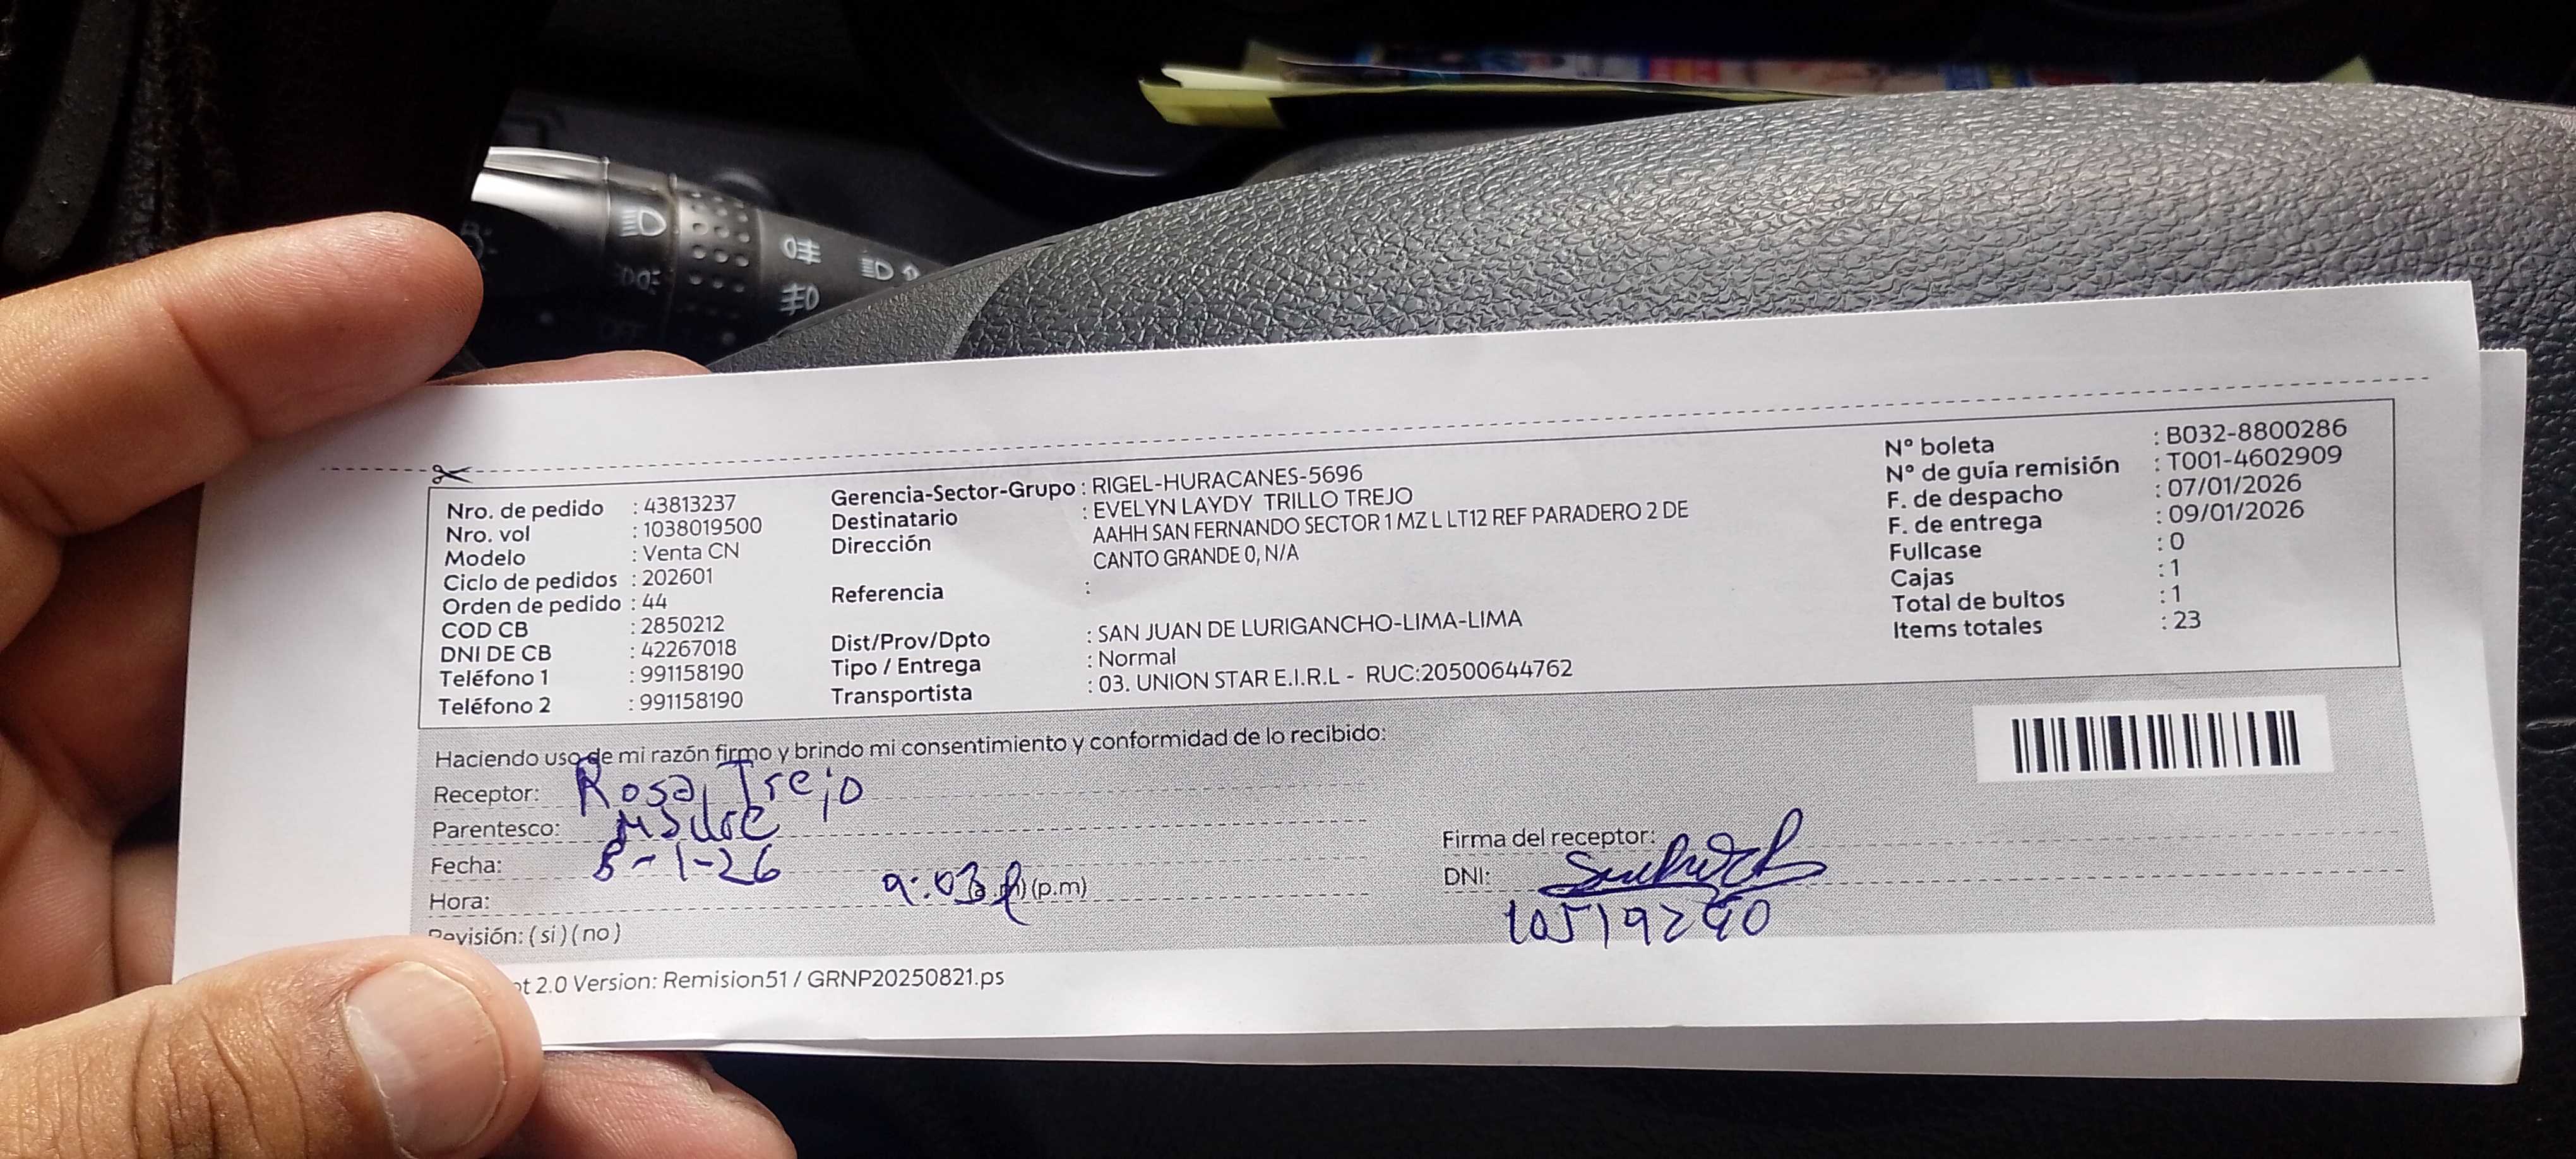 Nro. de pedido : 43813237
Nro. vol : 1038019500
Modelo : Venta CN
Ciclo de pedidos : 202601
Orden de pedido : 44
COD CB : 2850212
DNI DE CB : 42267018
Teléfono 1 : 991158190
Teléfono 2 : 991158190
Gerencia-Sector-Grupo : RIGEL-HURACANES-5696
Destinatario : EVELYN LAYDY TRILLO TREJO
Dirección AAHH SAN FERNANDO SECTOR 1 MZ L LT12 REF PARADERO 2 DE
CANTO GRANDE 0, N/A
Referencia :
Dist/Prov/Dpto : SAN JUAN DE LURIGANCHO-LIMA-LIMA
Tipo / Entrega : Normal
Transportista : 03. UNION STAR E.I.R.L - RUC:20500644762
N° boleta : B032-8800286
N° de guía remisión : T001-4602909
F. de despacho : 07/01/2026
F. de entrega : 09/01/2026
Fullcase : 0
Cajas : 1
Total de bultos : 1
Items totales : 23
Haciendo uso de mi razón firmo y brindo mi consentimiento y conformidad de lo recibido:
Receptor: Rosa Trejo
Parentesco: Madre
Fecha: 8-1-26
Hora: 9:03 (p.m)
Revisión: (si) (no)
Firma del receptor:
DNI:
2.0 Version: Remision51 / GRNP20250821.ps